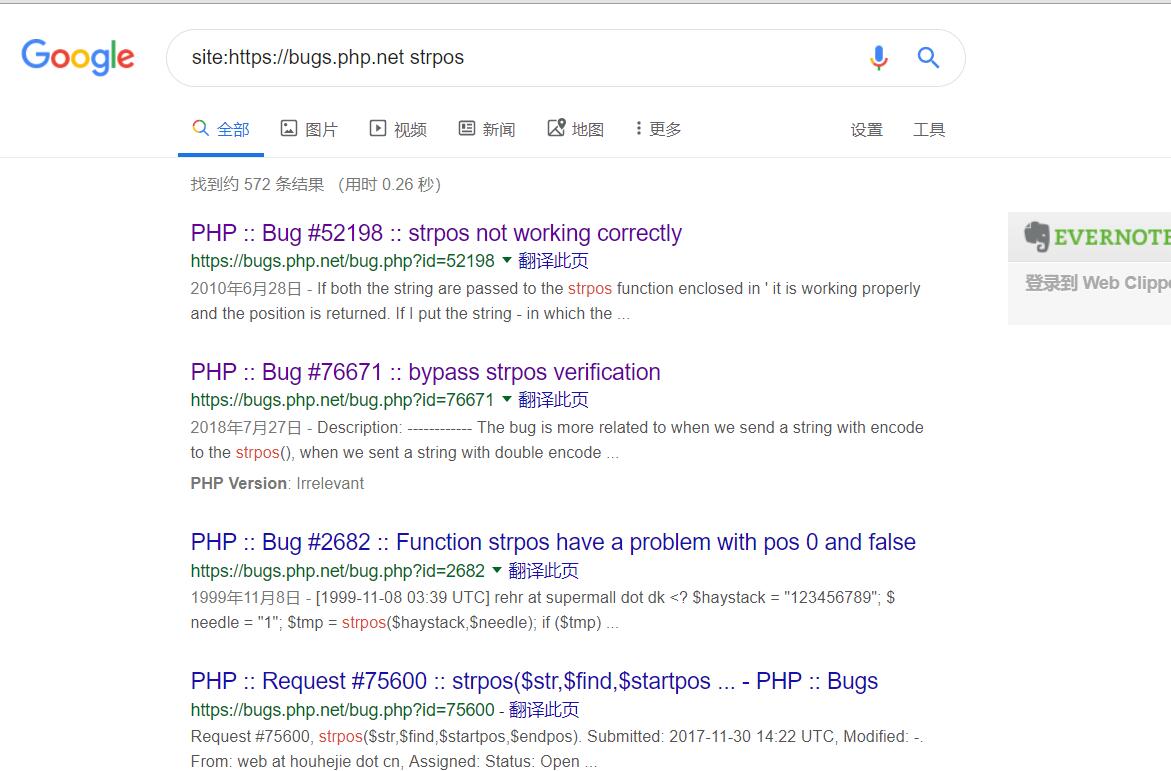 Google
site:https://bugs.php.net strpos
全部 图片 视频 新闻 地图 更多 设置 工具
找到约 572 条结果 （用时 0.26 秒）
PHP :: Bug #52198 :: strpos not working correctly
https://bugs.php.net/bug.php?id=52198 翻译此页
2010年6月28日 - If both the string are passed to the strpos function enclosed in ' it is working properly
and the position is returned. If I put the string - in which the ...
EVERNOTE
登录到 Web Clippe
PHP :: Bug #76671 :: bypass strpos verification
https://bugs.php.net/bug.php?id=76671 翻译此页
2018年7月27日 - Description: ------------ The bug is more related to when we send a string with encode
to the strpos(), when we sent a string with double encode ...
PHP Version: Irrelevant
PHP :: Bug #2682 :: Function strpos have a problem with pos 0 and false
https://bugs.php.net/bug.php?id=2682 翻译此页
1999年11月8日 - [1999-11-08 03:39 UTC] rehr at supermall dot dk <? $haystack = "123456789"; $
needle = "1"; $tmp = strpos($haystack,$needle); if ($tmp) ...
PHP :: Request #75600 :: strpos($str,$find,$startpos ... - PHP :: Bugs
https://bugs.php.net/bug.php?id=75600 - 翻译此页
Request #75600, strpos($str,$find,$startpos,$endpos). Submitted: 2017-11-30 14:22 UTC, Modified: -.
From: web at houhejie dot cn, Assigned: Status: Open ...